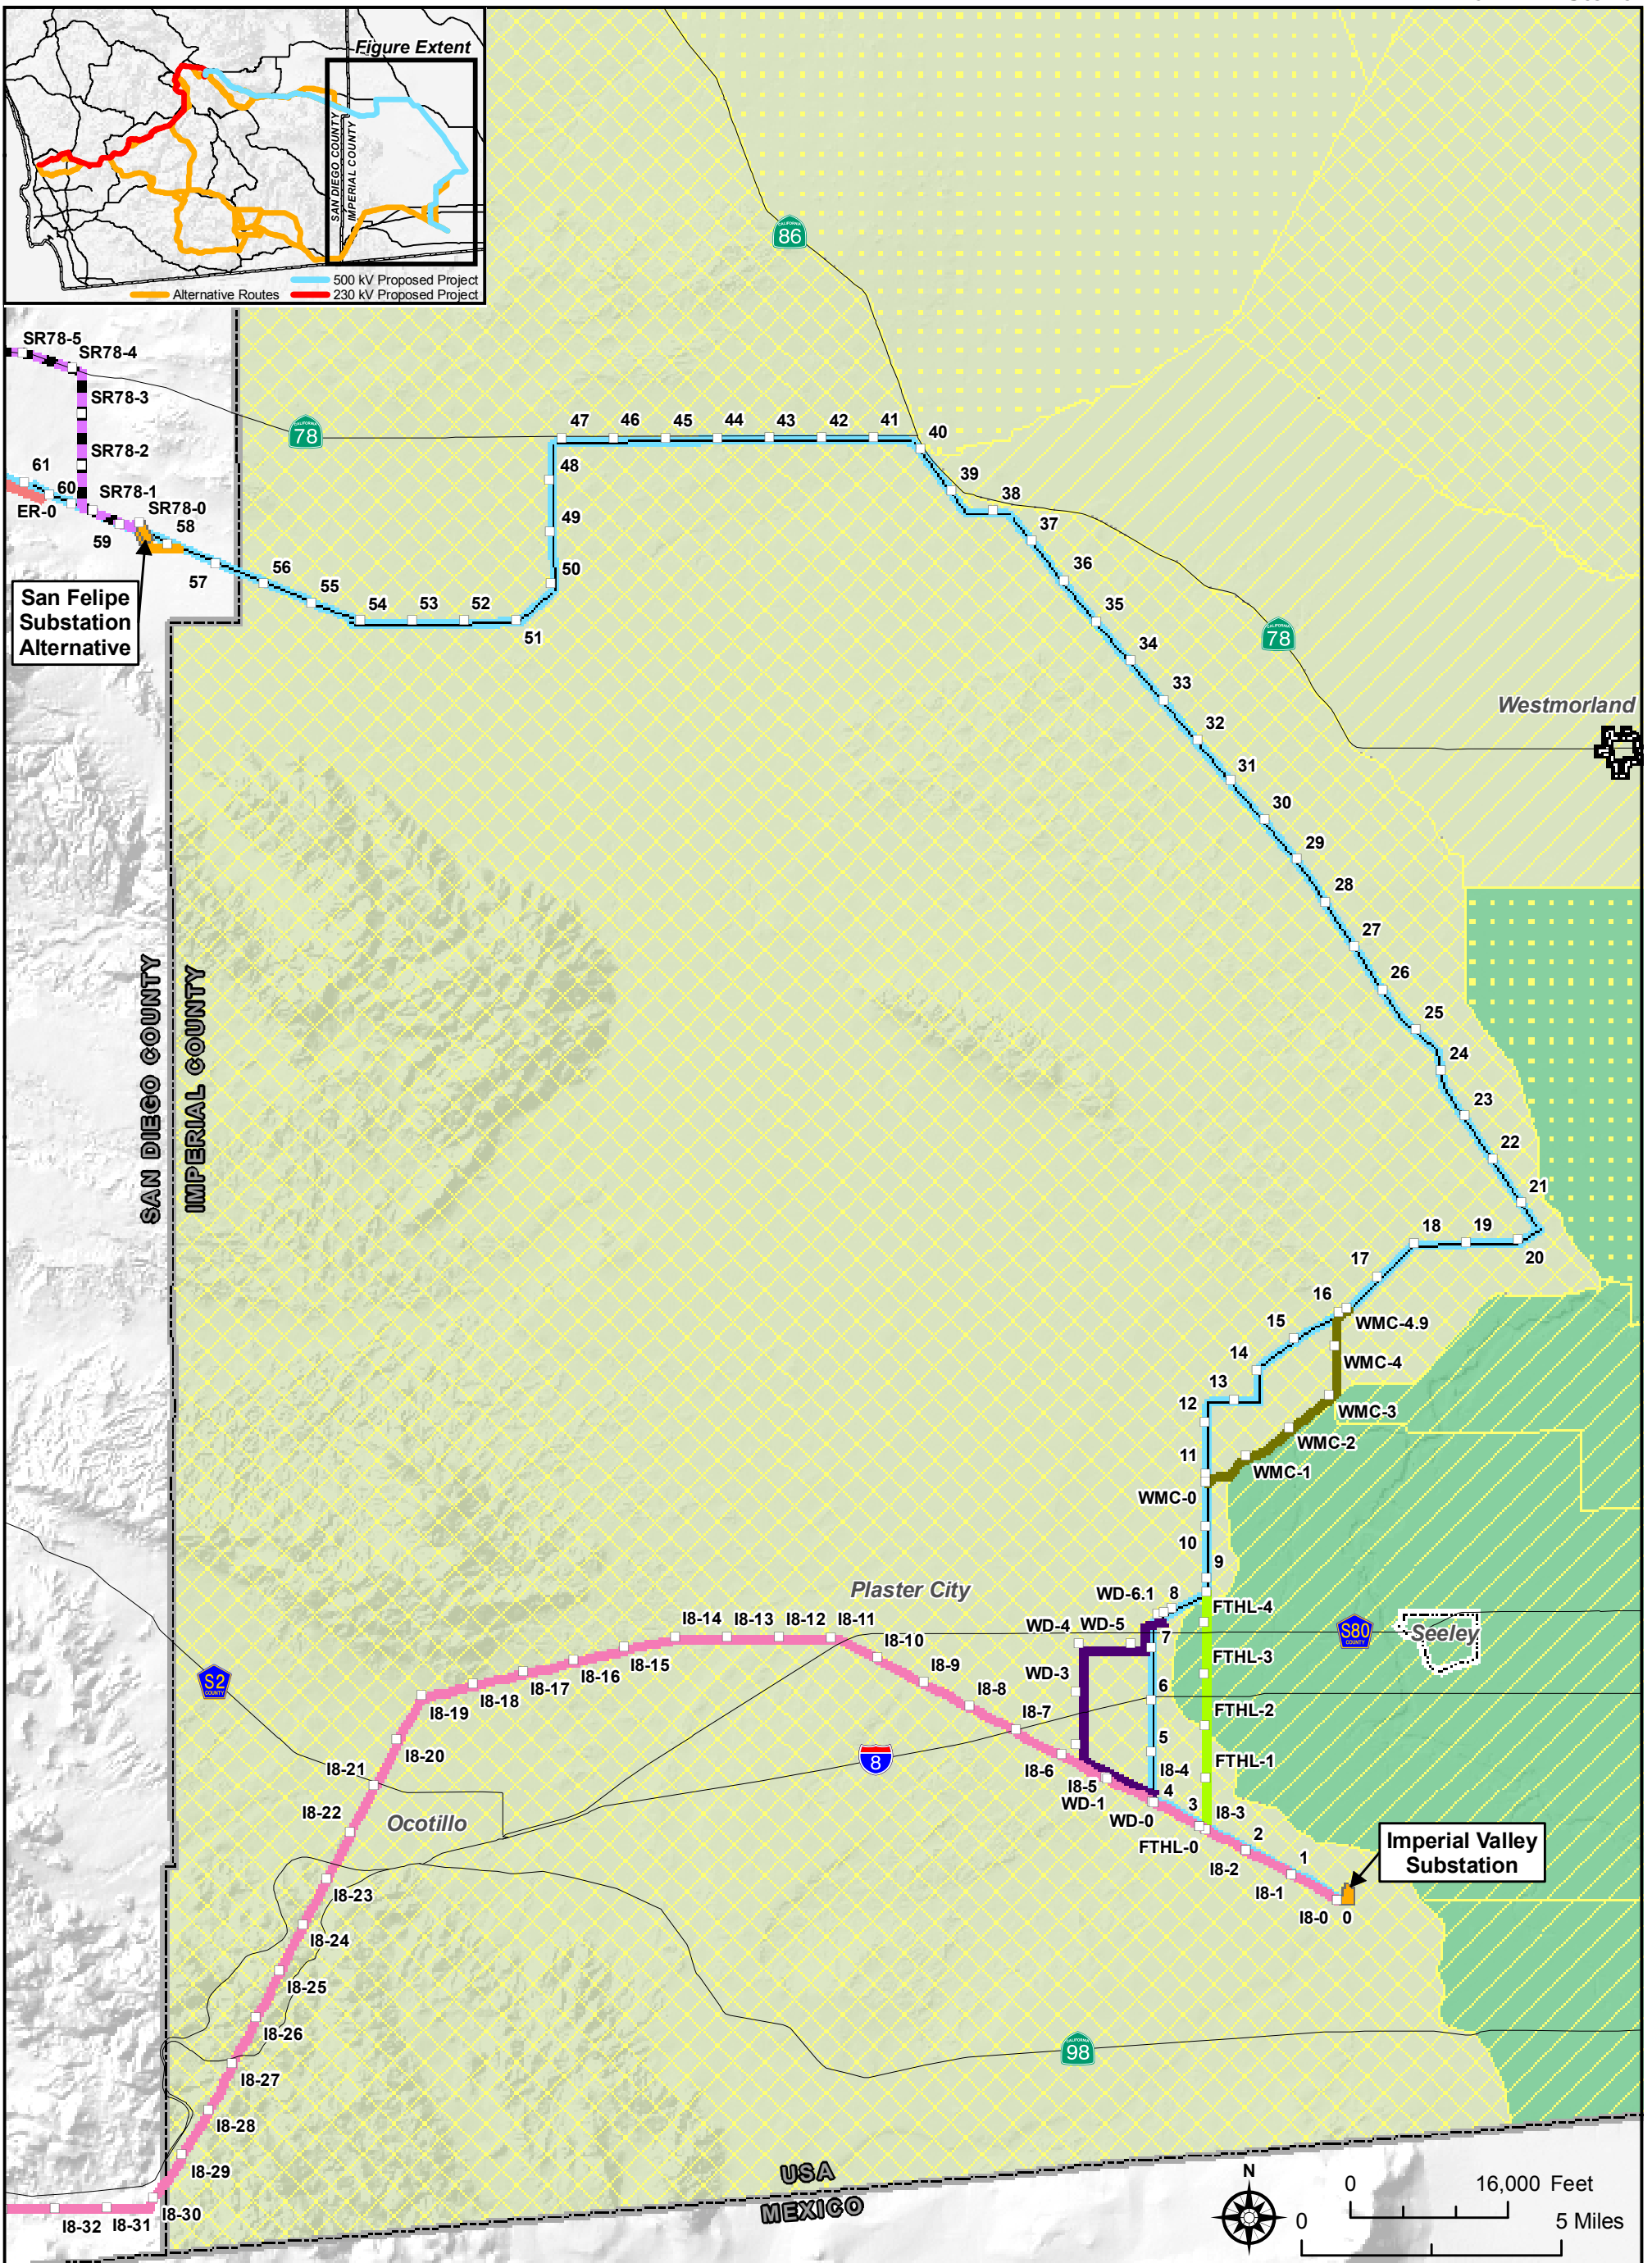 Figure Extent
SAN DIEGO COUNTY
IMPERIAL COUNTY
500 kV Proposed Project
Alternative Routes
230 kV Proposed Project
CALIFORNIA
86
SR78-5
SR78-4
SR78-3
SR78-2
SR78-1
SR78-0
61
60
ER-0
59
58
57
56
55
54
53
52
51
50
49
48
47
46
45
44
43
42
41
40
39
38
37
36
35
34
33
32
31
30
29
28
27
26
25
24
23
22
21
20
19
18
17
16
15
14
13
12
11
10
9
8
7
6
5
4
3
2
1
0
CALIFORNIA
78
CALIFORNIA
78
San Felipe
Substation
Alternative
Westmorland
SAN DIEGO COUNTY
IMPERIAL COUNTY
WMC-4.9
WMC-4
WMC-3
WMC-2
WMC-1
WMC-0
Plaster City
WD-6.1
WD-5
WD-4
WD-3
WD-1
WD-0
FTHL-4
FTHL-3
FTHL-2
FTHL-1
FTHL-0
S80
COUNTY
Seeley
S2
COUNTY
8
Ocotillo
I8-14
I8-13
I8-12
I8-11
I8-10
I8-9
I8-8
I8-7
I8-6
I8-5
I8-4
I8-3
I8-2
I8-1
I8-0
I8-15
I8-16
I8-17
I8-18
I8-19
I8-20
I8-21
I8-22
I8-23
I8-24
I8-25
I8-26
I8-27
I8-28
I8-29
I8-30
I8-31
I8-32
Imperial Valley
Substation
CALIFORNIA
98
USA
MEXICO
N
0 16,000 Feet
0 5 Miles